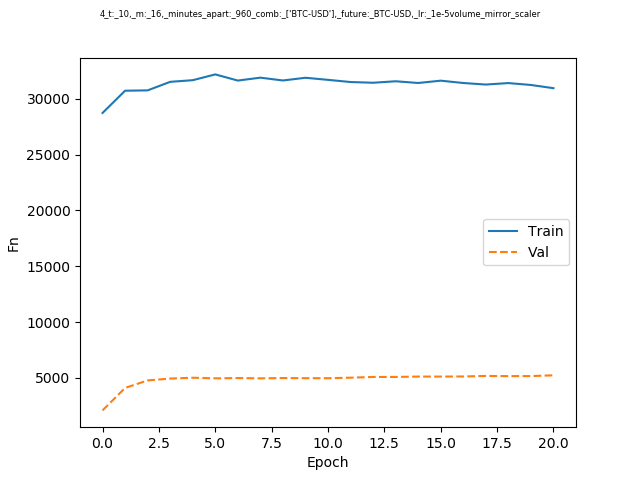 4_t:_10,_m:_16,_minutes_apart:_960_comb:_['BTC-USD'],_future:_BTC-USD,_lr:_1e-5volume_mirror_scaler
30000
25000
20000
15000
10000
5000
Fn
Train
Val
0.0 2.5 5.0 7.5 10.0 12.5 15.0 17.5 20.0
Epoch